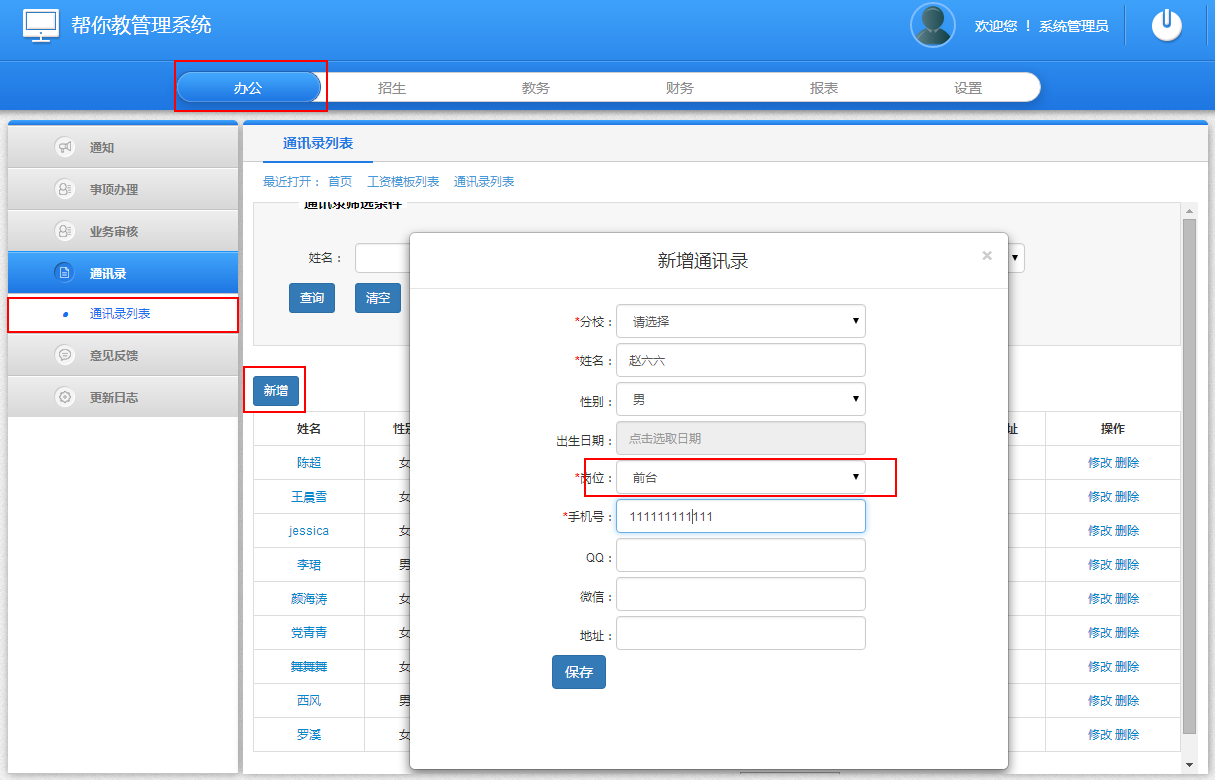 帮你教管理系统
欢迎您 ！ 系统管理员
办公 招生 教务 财务 报表 设置
通知
事项办理
业务审核
通讯录
通讯录列表
意见反馈
更新日志
通讯录列表
最近打开： 首页 工资模板列表 通讯录列表
通讯录筛选条件
姓名：
查询 清空
新增
姓名 性别 址 操作
陈超 女 修改 删除
王晨雪 女 修改 删除
jessica 女 修改 删除
李珺 男 修改 删除
颜海涛 女 修改 删除
党青青 女 修改 删除
舞舞舞 女 修改 删除
西风 男 修改 删除
罗溪 女 修改 删除
新增通讯录 ×
*分校： 请选择
*姓名： 赵六六
性别： 男
出生日期： 点击选取日期
*岗位： 前台
*手机号： 111111111111
QQ：
微信：
地址：
保存